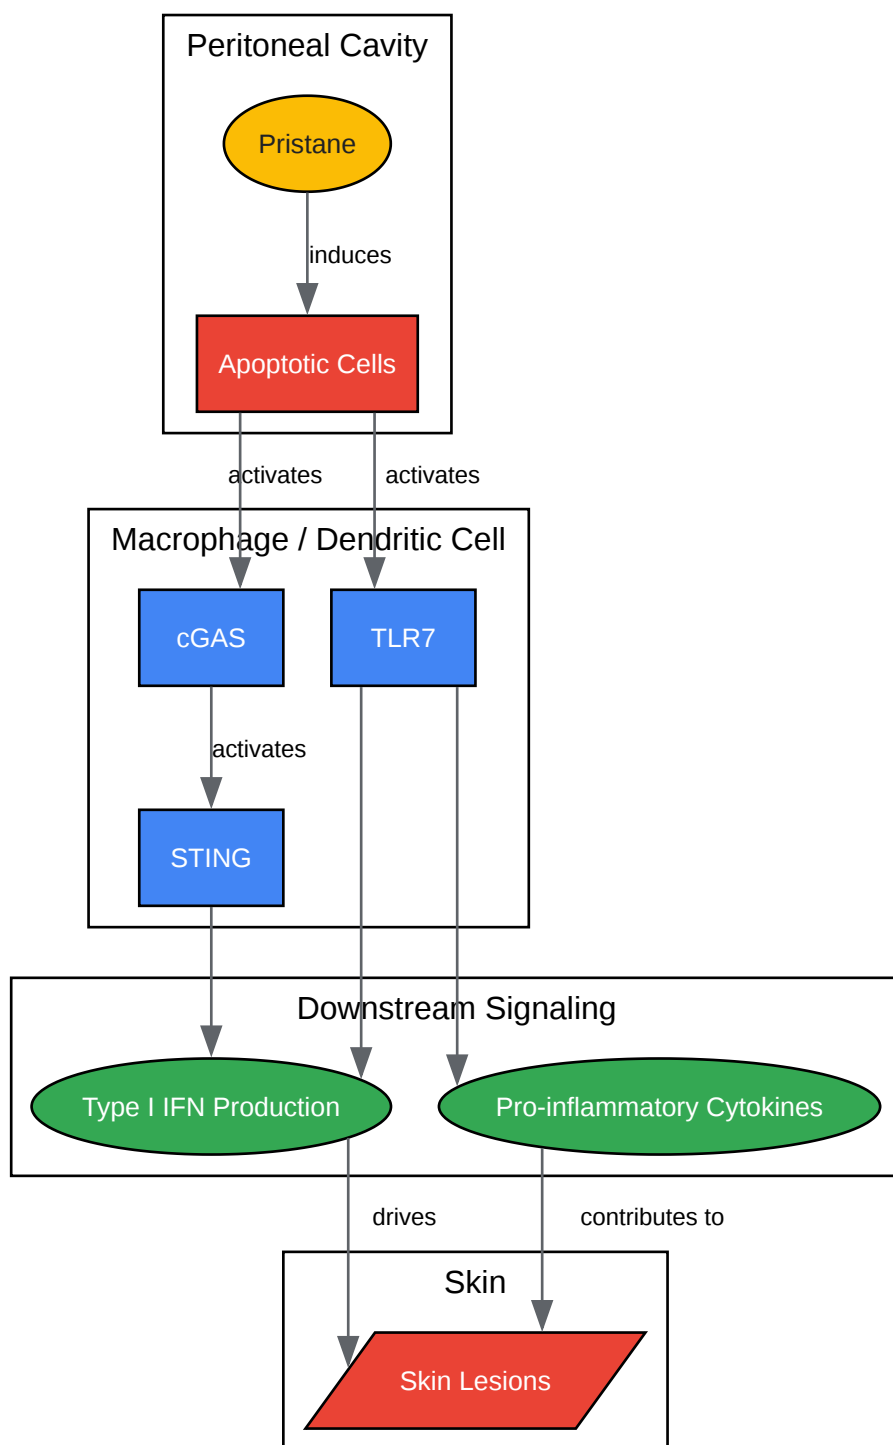 Peritoneal Cavity
Pristane
induces
Apoptotic Cells
activates
activates
Macrophage / Dendritic Cell
cGAS
TLR7
activates
STING
Downstream Signaling
Type I IFN Production
Pro-inflammatory Cytokines
drives
contributes to
Skin
Skin Lesions